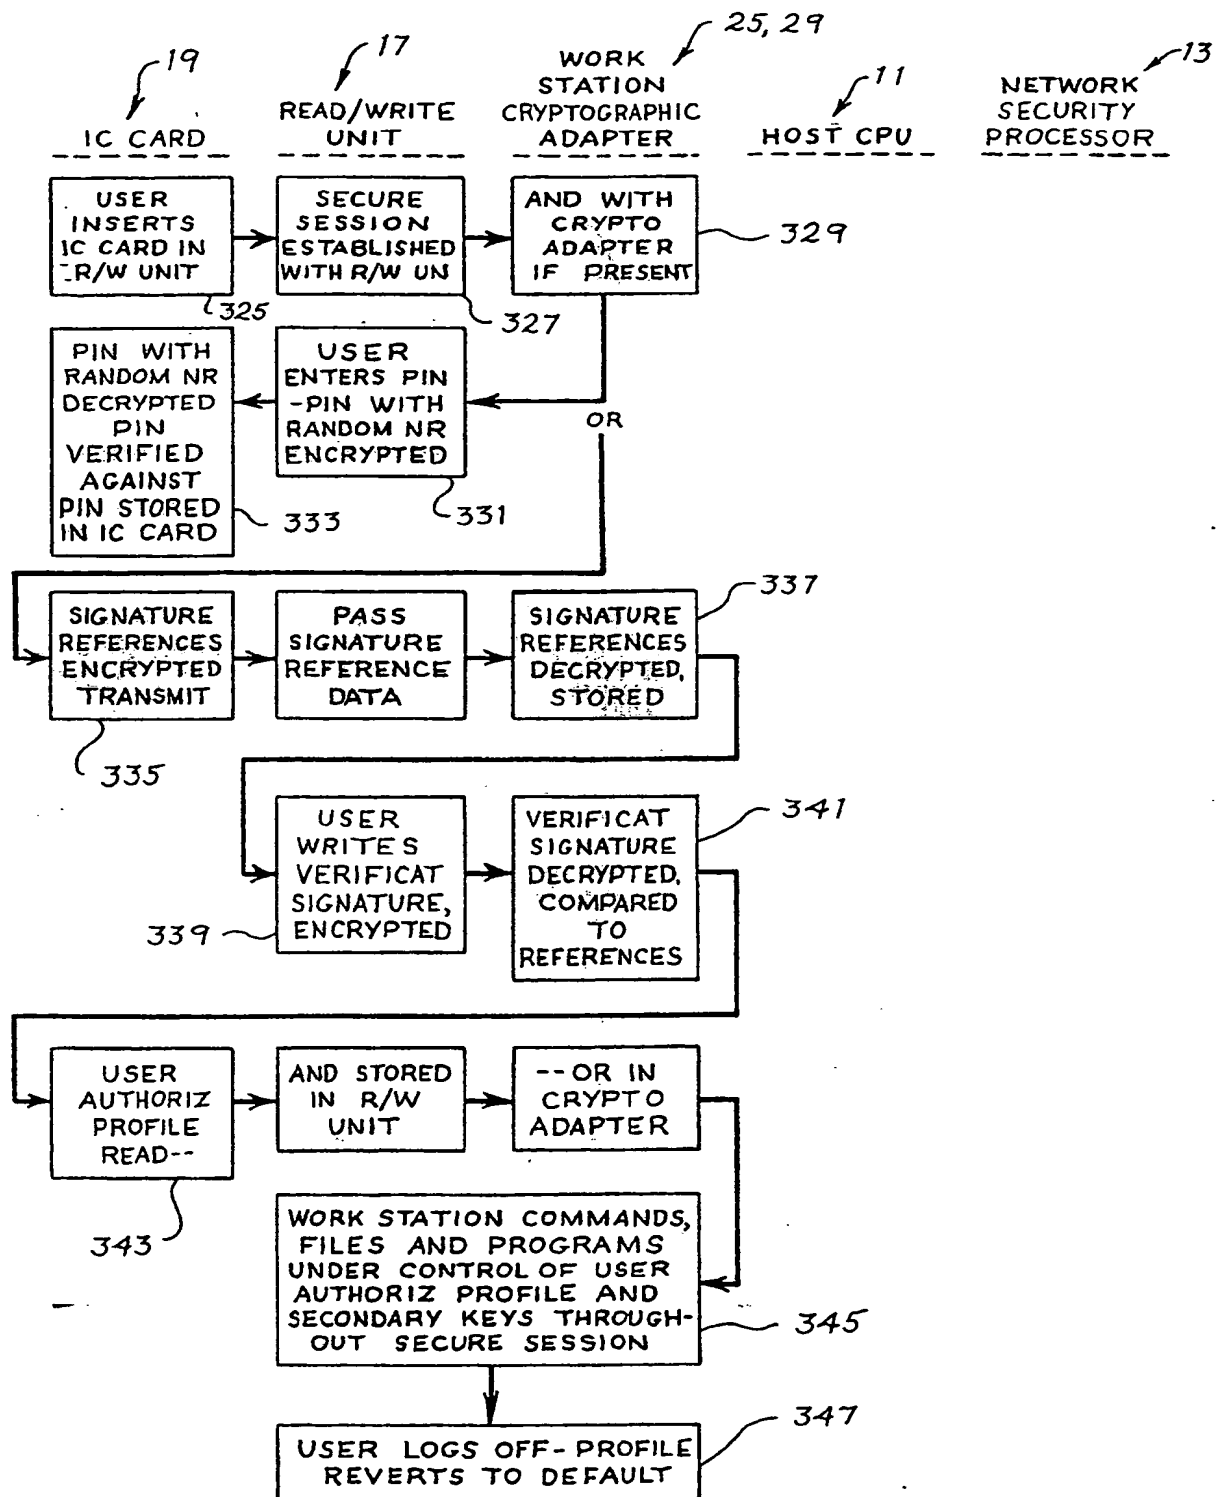 19
17
25, 29
11
13
IC CARD
READ/WRITE
UNIT
WORK
STATION
CRYPTOGRAPHIC
ADAPTER
HOST CPU
NETWORK
SECURITY
PROCESSOR
USER
INSERTS
IC CARD IN
R/W UNIT
325
SECURE
SESSION
ESTABLISHED
WITH R/W UN
327
AND WITH
CRYPTO
ADAPTER
IF PRESENT
329
PIN WITH
RANDOM NR
DECRYPTED
PIN
VERIFIED
AGAINST
PIN STORED
IN IC CARD
333
USER
ENTERS PIN
-PIN WITH
RANDOM NR
ENCRYPTED
331
OR
SIGNATURE
REFERENCES
ENCRYPTED
TRANSMIT
335
PASS
SIGNATURE
REFERENCE
DATA
SIGNATURE
REFERENCES
DECRYPTED,
STORED
337
USER
WRITES
VERIFICAT
SIGNATURE,
ENCRYPTED
339
VERIFICAT
SIGNATURE
DECRYPTED,
COMPARED
TO
REFERENCES
341
USER
AUTHORIZ
PROFILE
READ--
343
AND STORED
IN R/W
UNIT
--OR IN
CRYPTO
ADAPTER
WORK STATION COMMANDS,
FILES AND PROGRAMS
UNDER CONTROL OF USER
AUTHORIZ PROFILE AND
SECONDARY KEYS THROUGH-
OUT SECURE SESSION
345
USER LOGS OFF-PROFILE
REVERTS TO DEFAULT
347